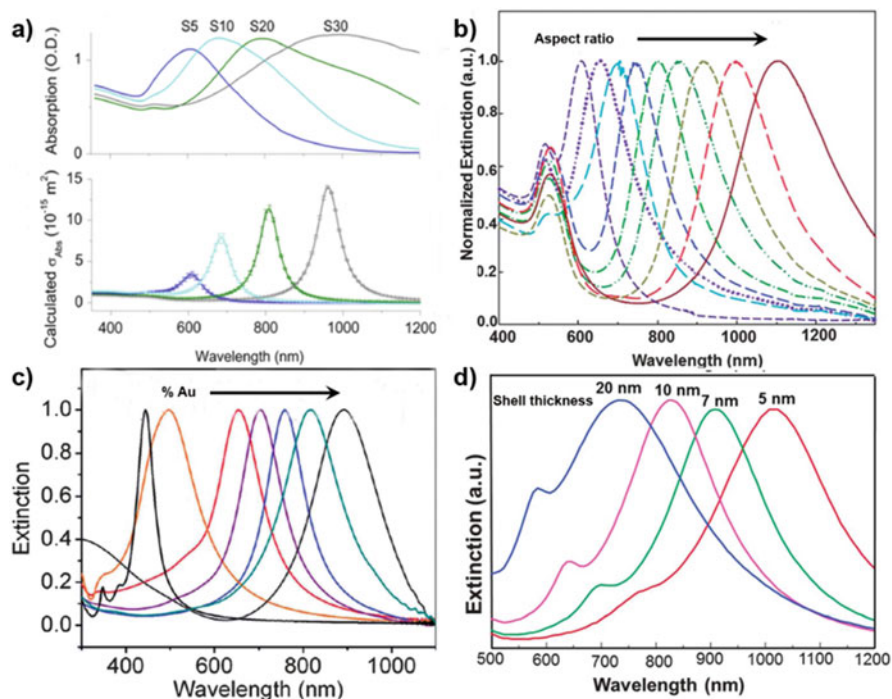 a)
S5 S10 S20 S30
Absorption (O.D.)
Calculated σAbs (10⁻¹⁵ m²)
15
10
5
0
400 600 800 1000 1200
Wavelength (nm)
b)
Aspect ratio
Normalized Extinction (a.u.)
1.0
0.8
0.6
0.4
0.2
0.0
400 500 600 700 800 900 1000 1200
Wavelength (nm)
c)
% Au
Extinction
1.0
0.8
0.6
0.4
0.2
0.0
400 600 800 1000
Wavelength (nm)
d)
Shell thickness 20 nm 10 nm 7 nm 5 nm
Extinction (a.u.)
500 600 700 800 900 1000 1100 1200
Wavelength (nm)